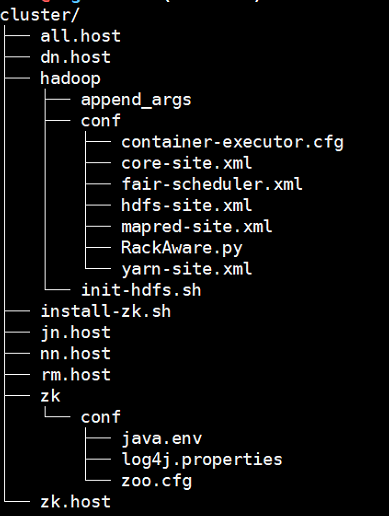 cluster/
├── all.host
├── dn.host
├── hadoop
│   ├── append_args
│   ├── conf
│   │   ├── container-executor.cfg
│   │   ├── core-site.xml
│   │   ├── fair-scheduler.xml
│   │   ├── hdfs-site.xml
│   │   ├── mapred-site.xml
│   │   ├── RackAware.py
│   │   └── yarn-site.xml
│   └── init-hdfs.sh
├── install-zk.sh
├── jn.host
├── nn.host
├── rm.host
├── zk
│   └── conf
│       ├── java.env
│       ├── log4j.properties
│       └── zoo.cfg
└── zk.host